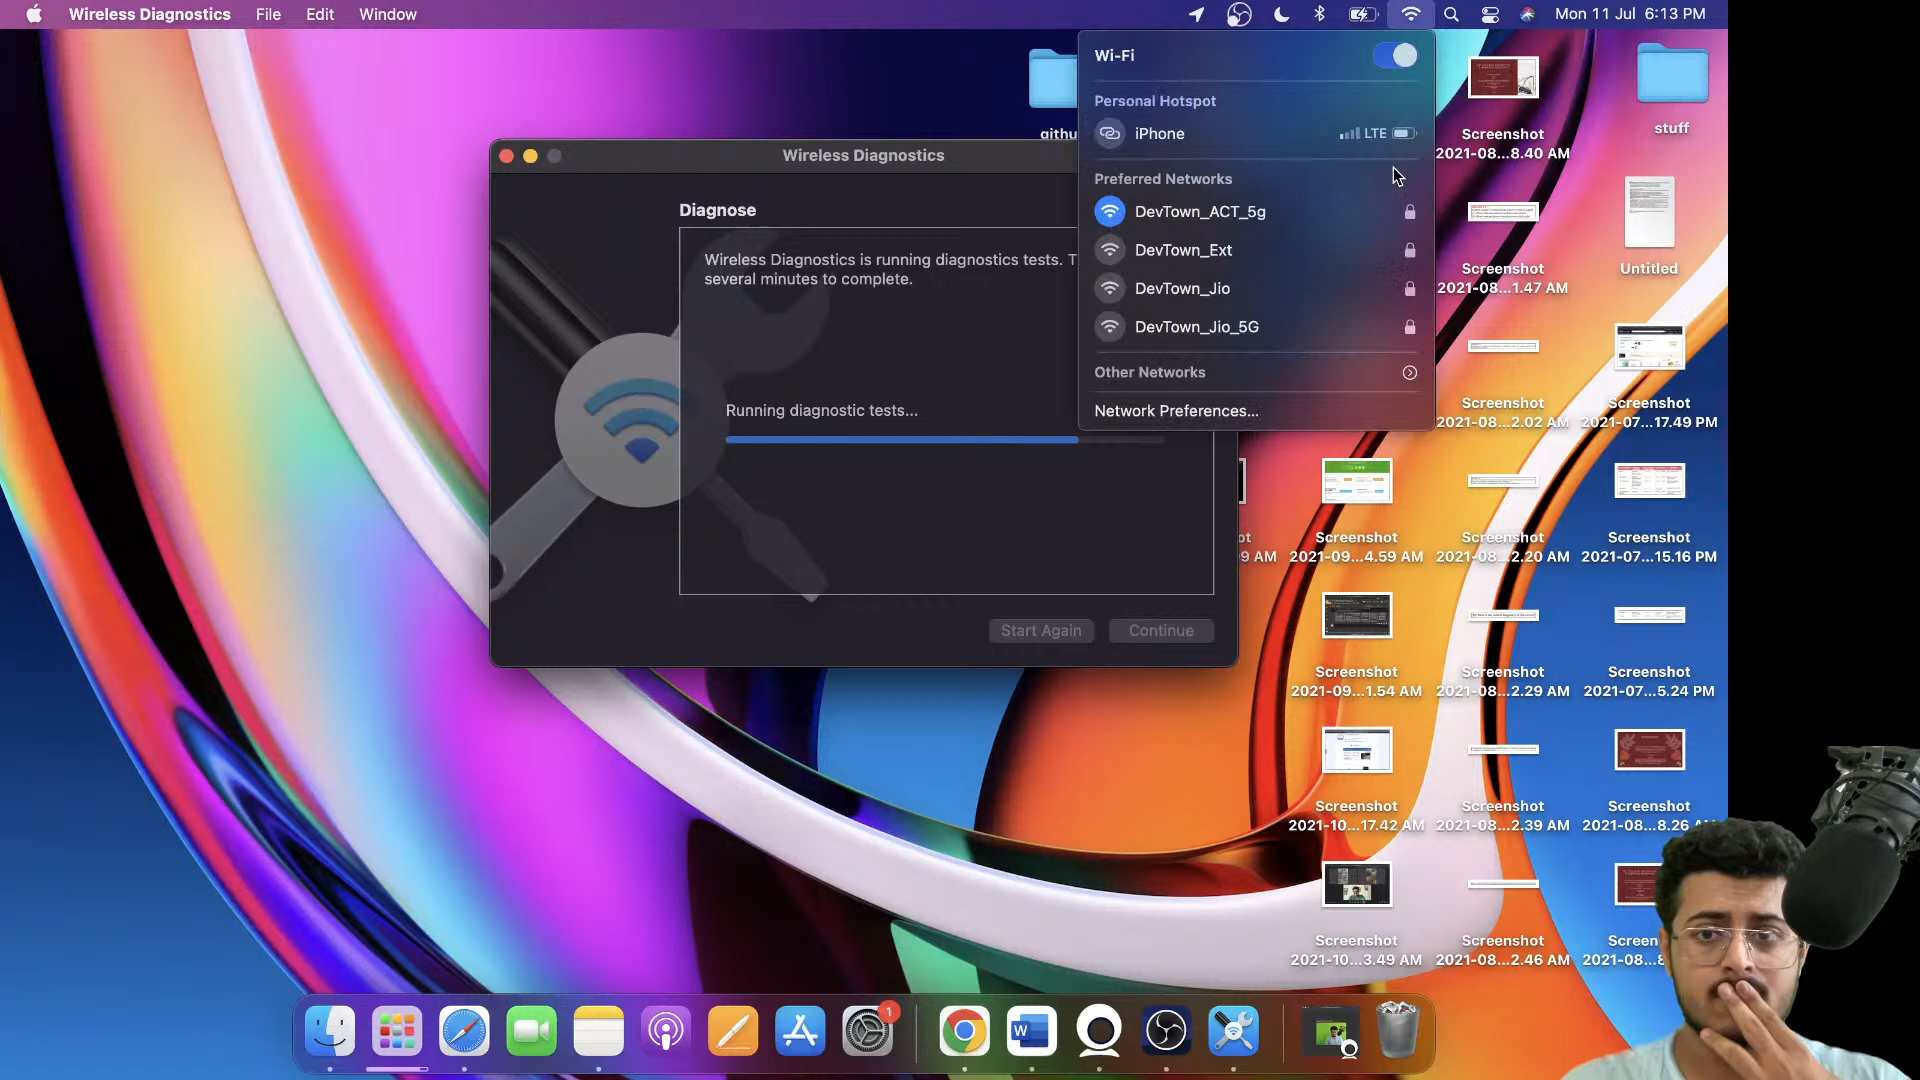 Wireless Diagnostics File Edit Window
Mon 11 Jul 6:13 PM
Wi-Fi
Personal Hotspot
iPhone
LTE
Preferred Networks
DevTown_ACT_5g
DevTown_Ext
DevTown_Jio
DevTown_Jio_5G
Other Networks
Network Preferences...
Wireless Diagnostics
Diagnose
Wireless Diagnostics is running diagnostics tests. T
several minutes to complete.
Running diagnostic tests...
Start Again
Continue
githu
Screenshot
2021-08...8.40 AM
stuff
Screenshot
2021-08...1.47 AM
Untitled
Screenshot
2021-08...2.02 AM
Screenshot
2021-07...17.49 PM
ot
9 AM
Screenshot
2021-09...4.59 AM
Screenshot
2021-08...2.20 AM
Screenshot
2021-07...15.16 PM
Screenshot
2021-09...1.54 AM
Screenshot
2021-08...2.29 AM
Screenshot
2021-07...5.24 PM
Screenshot
2021-10...17.42 AM
Screenshot
2021-08...2.39 AM
Screenshot
2021-08...8.26
Screenshot
2021-10...3.49 AM
Screenshot
2021-08...2.46 AM
Screen
2021-08...
1
W